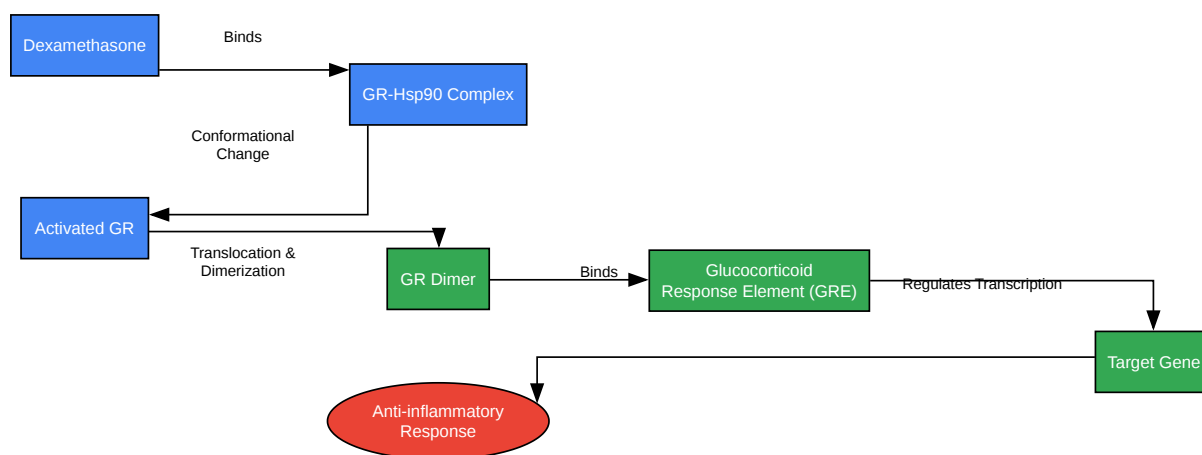 Dexamethasone
Binds
GR-Hsp90 Complex
Conformational
Change
Activated GR
Translocation &
Dimerization
GR Dimer
Binds
Glucocorticoid
Response Element (GRE)
Regulates Transcription
Target Gene
Anti-inflammatory
Response